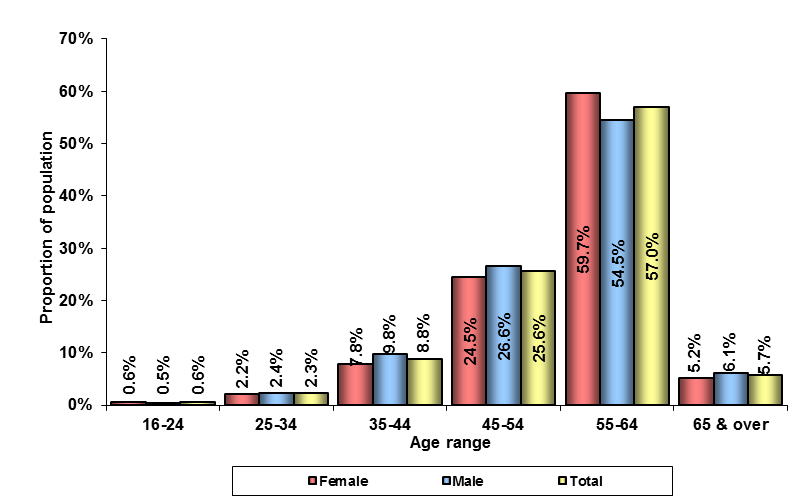 70%
60%
50%
40%
30%
20%
10%
0%
Proportion of population
0.6% 0.5% 0.6%
2.2% 2.4% 2.3%
7.8% 9.8% 8.8%
24.5% 26.6% 25.6%
59.7% 54.5% 57.0%
5.2% 6.1% 5.7%
16-24 25-34 35-44 45-54 55-64 65 & over
Age range
Female Male Total